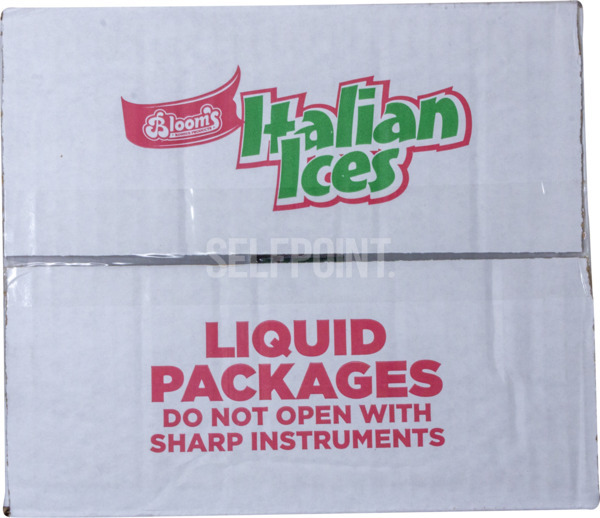 Bloom's
Italian
Ices
SELFPOINT.
LIQUID
PACKAGES
DO NOT OPEN WITH
SHARP INSTRUMENTS